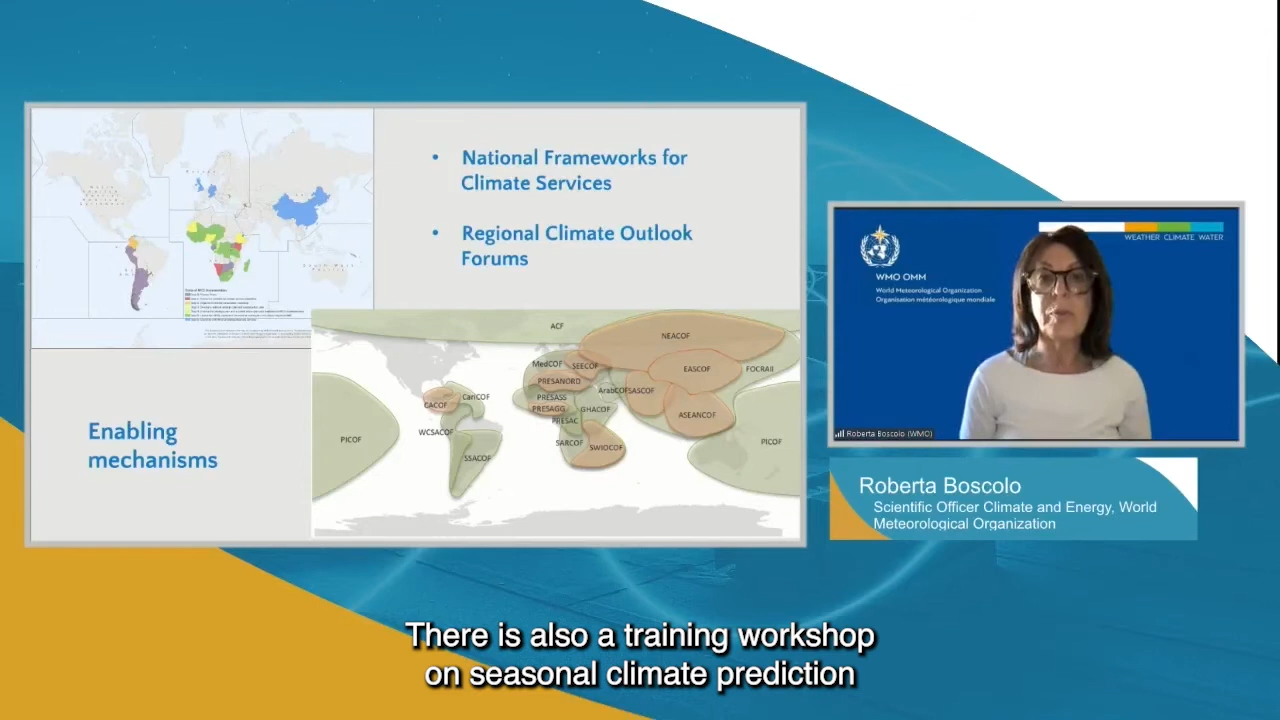 National Frameworks for
Climate Services
Regional Climate Outlook
Forums
Enabling
mechanisms
ACF
NEACOF
MedCOF
SEECOF
EASCOF
FOCRAII
PRESANORD
ArabCOF
SASCOF
CACOF
CariCOF
PRESASS
PRESAGG
GHACOF
ASEANCOF
PRESAC
WCSACOF
PICOF
SARCOF
SWIOCOF
PICOF
SSACOF
WEATHER CLIMATE WATER
WMO OMM
World Meteorological Organization
Organisation météorologique mondiale
Roberta Boscolo (WMO)
Roberta Boscolo
Scientific Officer Climate and Energy, World
Meteorological Organization
There is also a training workshop
on seasonal climate prediction